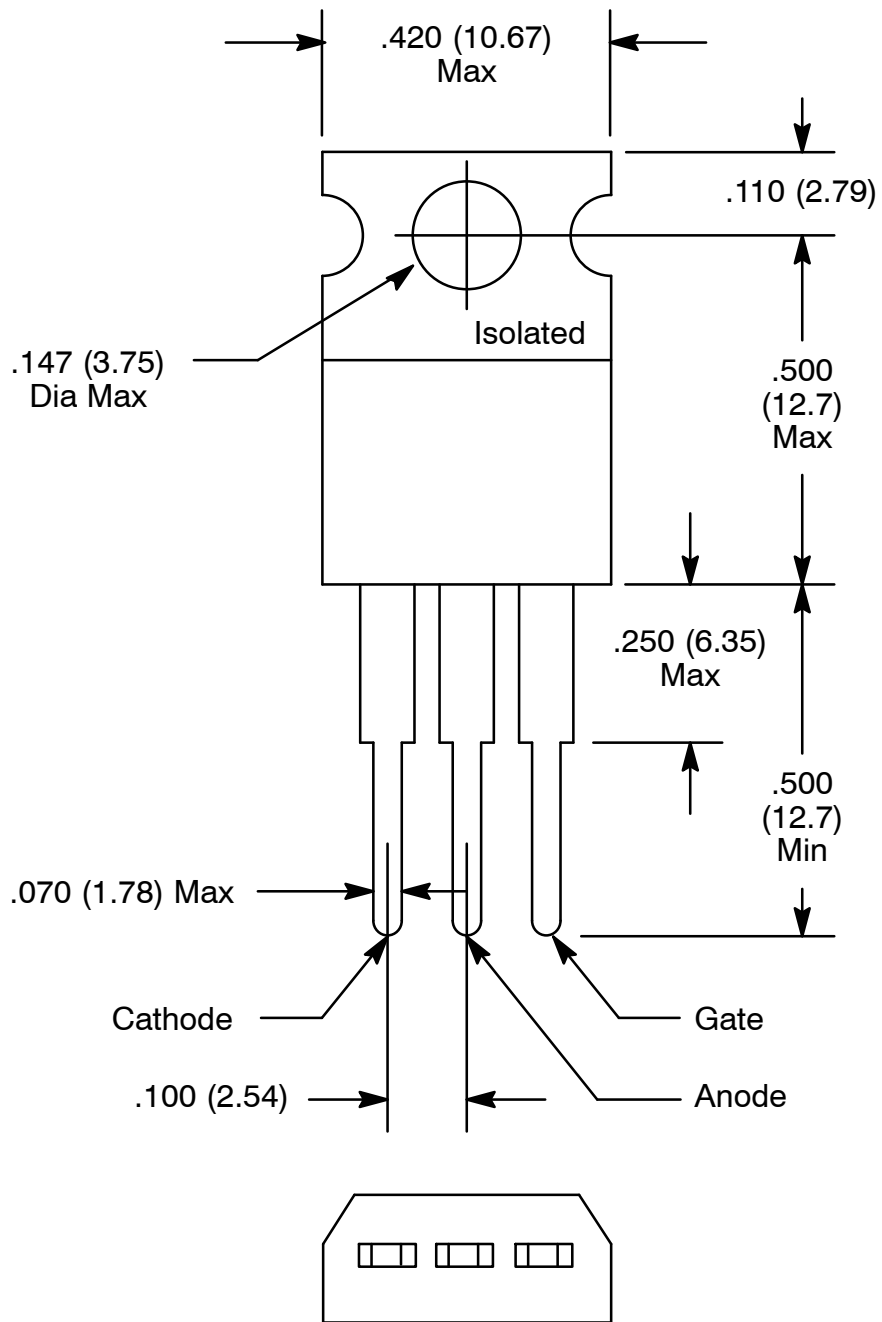 .420 (10.67)
Max
.110 (2.79)
Isolated
.147 (3.75)
Dia Max
.500
(12.7)
Max
.250 (6.35)
Max
.500
(12.7)
Min
.070 (1.78) Max
Cathode
Gate
.100 (2.54)
Anode